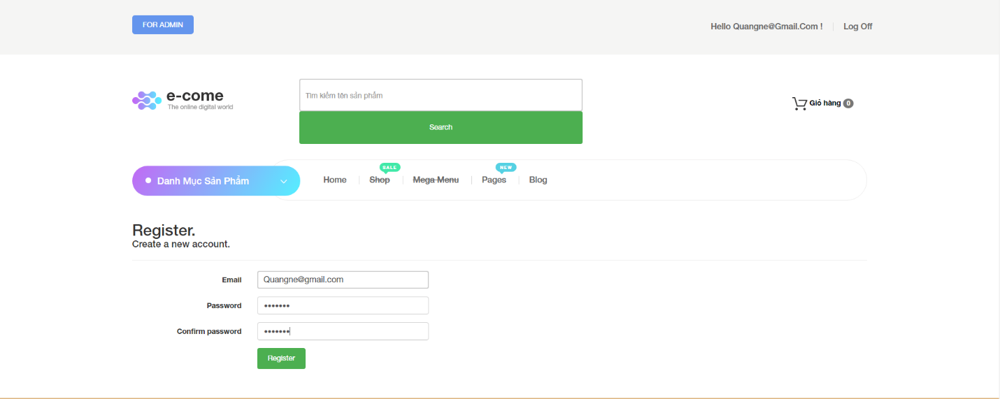 FOR ADMIN
Hello Quangne@Gmail.Com !
Log Off
e-come
The online digital world
Tìm kiếm tên sản phẩm
Search
Giỏ hàng 0
SALE
NEW
Danh Mục Sản Phẩm
Home
Shop
Mega Menu
Pages
Blog
Register.
Create a new account.
Email
Quangne@gmail.com
Password
•••••••
Confirm password
•••••••
Register